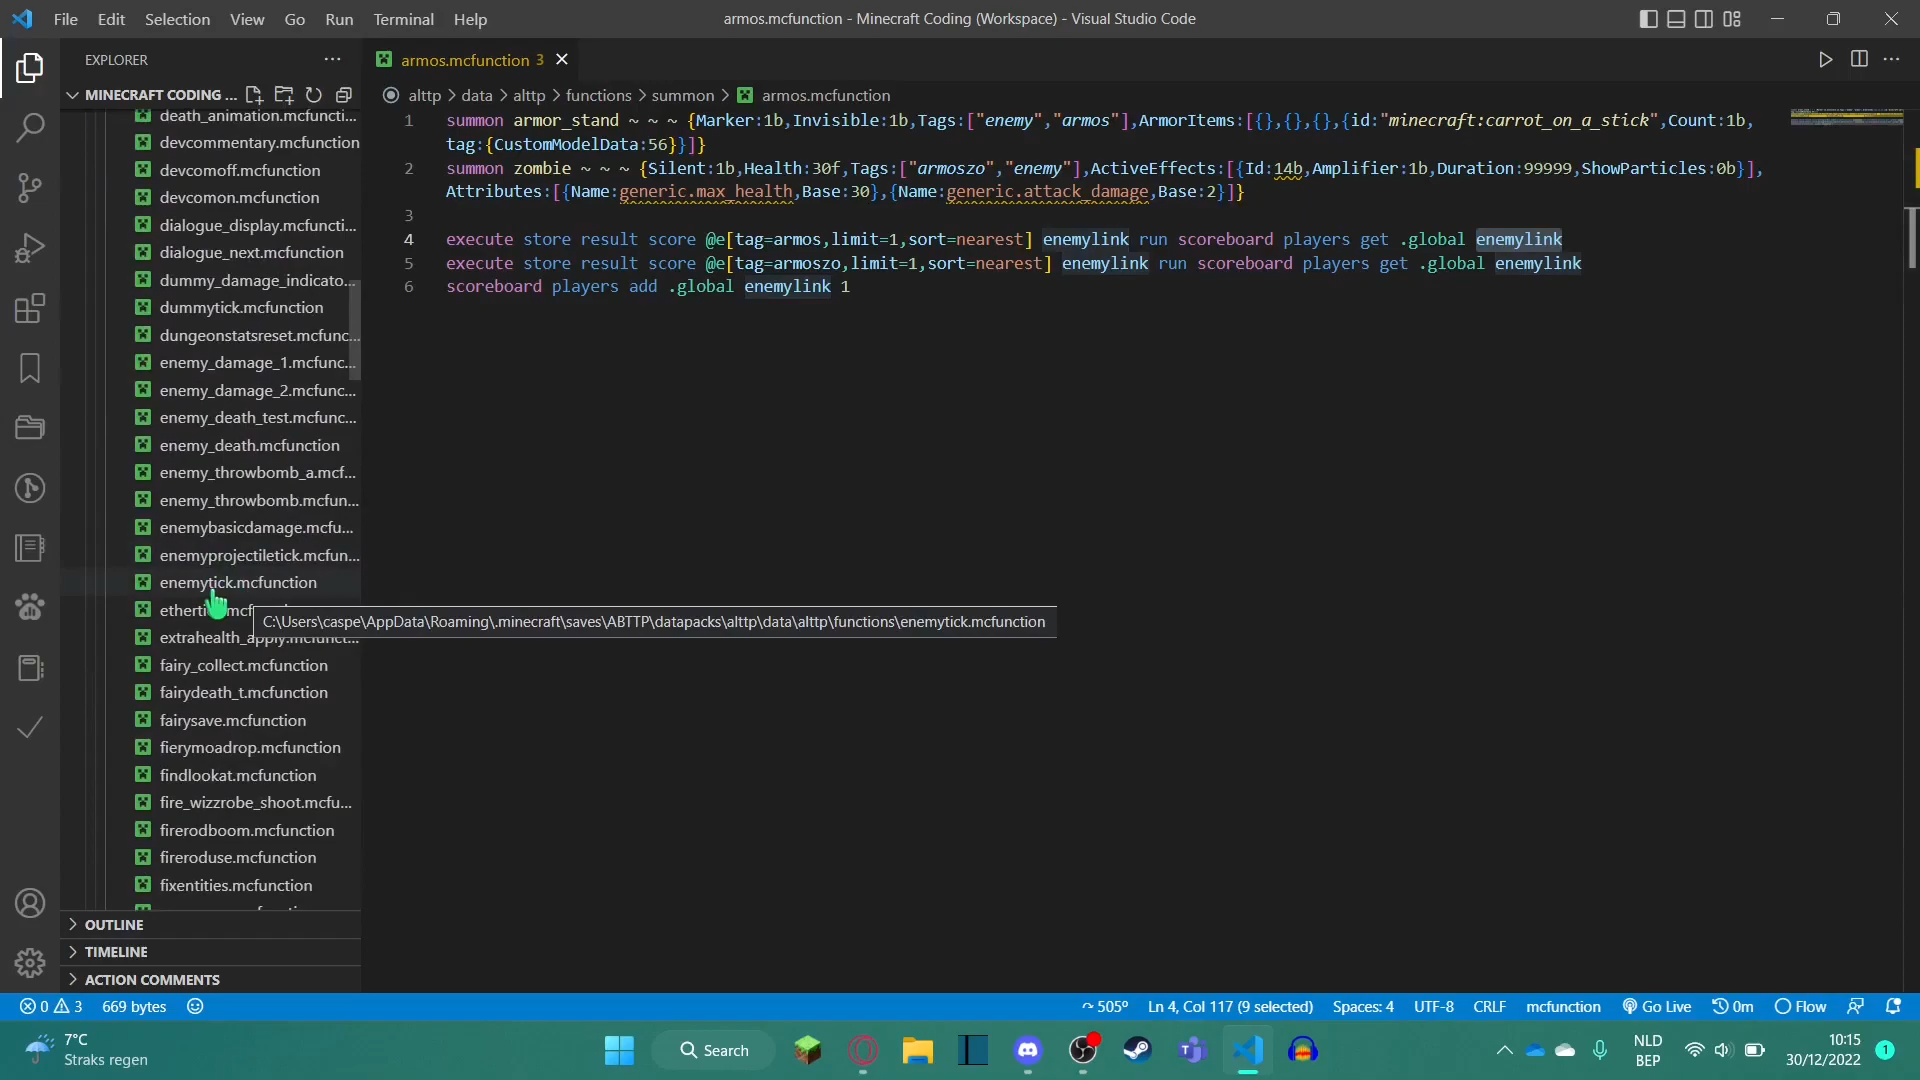 File Edit Selection View Go Run Terminal Help
armos.mcfunction - Minecraft Coding (Workspace) - Visual Studio Code
EXPLORER
MINECRAFT CODING ...
death_animation.mcfuncti...
devcommentary.mcfunction
devcomoff.mcfunction
devcomon.mcfunction
dialogue_display.mcfuncti...
dialogue_next.mcfunction
dummy_damage_indicato...
dummytick.mcfunction
dungeonstatsreset.mcfunc...
enemy_damage_1.mcfunc...
enemy_damage_2.mcfunc...
enemy_death_test.mcfunc...
enemy_death.mcfunction
enemy_throwbomb_a.mcf...
enemy_throwbomb.mcfun...
enemybasicdamage.mcfu...
enemyprojectiletick.mcfun...
enemytick.mcfunction
extrahealth_apply.mcfunct...
fairy_collect.mcfunction
fairydeath_t.mcfunction
fairysave.mcfunction
fierymoadrop.mcfunction
findlookat.mcfunction
fire_wizzrobe_shoot.mcfu...
firerodboom.mcfunction
fireroduse.mcfunction
fixentities.mcfunction
OUTLINE
TIMELINE
ACTION COMMENTS
armos.mcfunction 3
alttp > data > alttp > functions > summon > armos.mcfunction
1 summon armor_stand ~ ~ ~ {Marker:1b,Invisible:1b,Tags:["enemy","armos"],ArmorItems:[{},{},{},{id:"minecraft:carrot_on_a_stick",Count:1b,
tag:{CustomModelData:56}}]}
2 summon zombie ~ ~ ~ {Silent:1b,Health:30f,Tags:["armoszo","enemy"],ActiveEffects:[{Id:14b,Amplifier:1b,Duration:99999,ShowParticles:0b}],
Attributes:[{Name:generic.max_health,Base:30},{Name:generic.attack_damage,Base:2}]}
3
4 execute store result score @e[tag=armos,limit=1,sort=nearest] enemylink run scoreboard players get .global enemylink
5 execute store result score @e[tag=armoszo,limit=1,sort=nearest] enemylink run scoreboard players get .global enemylink
6 scoreboard players add .global enemylink 1
C:\Users\caspe\AppData\Roaming\.minecraft\saves\ABTTP\datapacks\alttp\data\alttp\functions\enemytick.mcfunction
0 3 669 bytes
505º Ln 4, Col 117 (9 selected) Spaces: 4 UTF-8 CRLF mcfunction Go Live 0m Flow
7°C
Straks regen
Search
NLD
BEP
10:15
30/12/2022
1